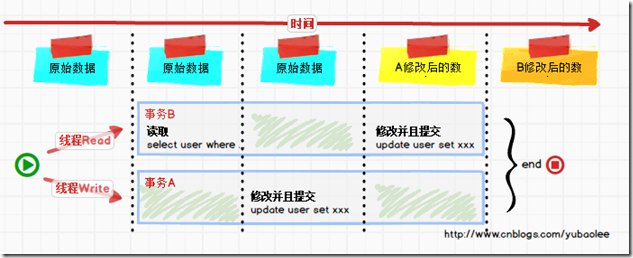 时间
原始数据
原始数据
原始数据
A修改后的数
B修改后的数
事务B
线程Read
读取
select user where
修改并且提交
update user set xxx
end
线程Write
事务A
修改并且提交
update user set xxx
http://www.cnblogs.com/yubaolee